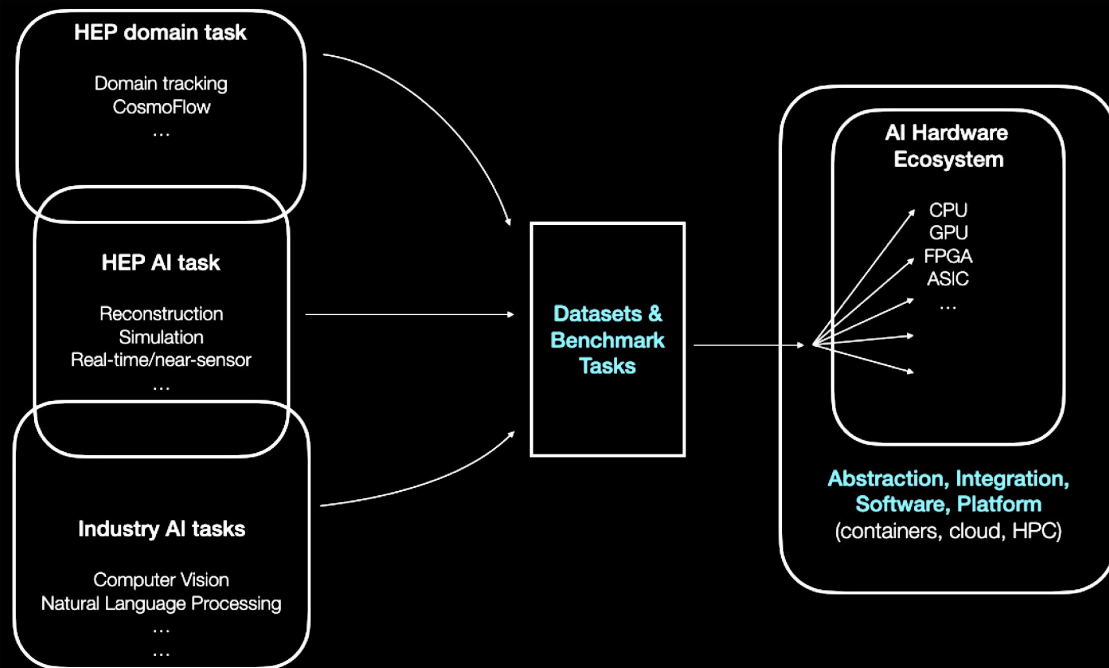 HEP domain task
Domain tracking
CosmoFlow
...
HEP AI task
Reconstruction
Simulation
Real-time/near-sensor
...
Industry AI tasks
Computer Vision
Natural Language Processing
...
...
Datasets &
Benchmark
Tasks
AI Hardware
Ecosystem
CPU
GPU
FPGA
ASIC
...
Abstraction, Integration,
Software, Platform
(containers, cloud, HPC)